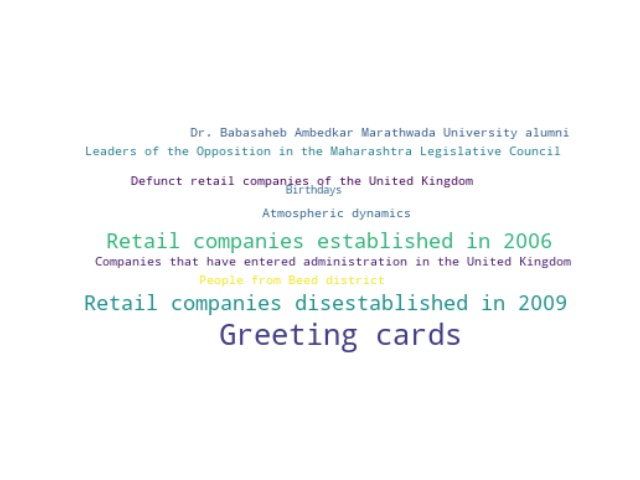 Dr. Babasaheb Ambedkar Marathwada University alumni
Leaders of the Opposition in the Maharashtra Legislative Council
Defunct retail companies of the United Kingdom
Birthdays
Atmospheric dynamics
Retail companies established in 2006
Companies that have entered administration in the United Kingdom
People from Beed district
Retail companies disestablished in 2009
Greeting cards